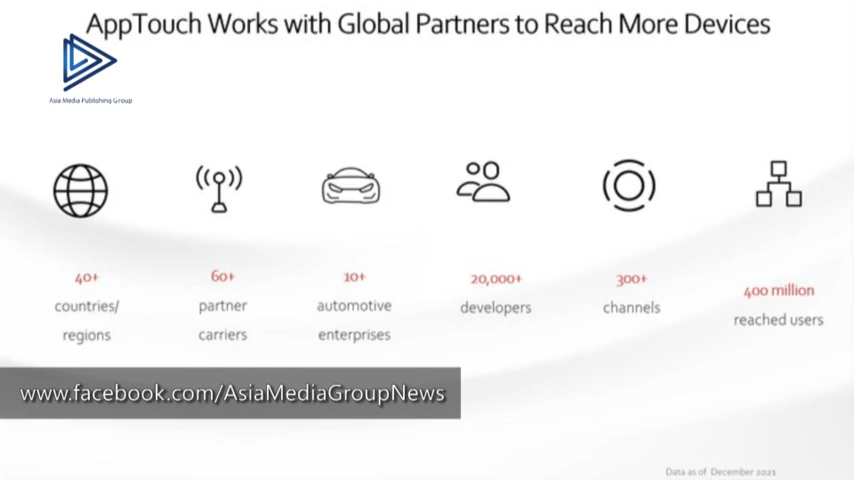 AppTouch Works with Global Partners to Reach More Devices
Asia Media Publishing Group
40+
countries/
regions
60+
partner
carriers
10+
automotive
enterprises
20,000+
developers
300+
channels
400 million
reached users
www.facebook.com/AsiaMediaGroupNews
Data as of December 2021